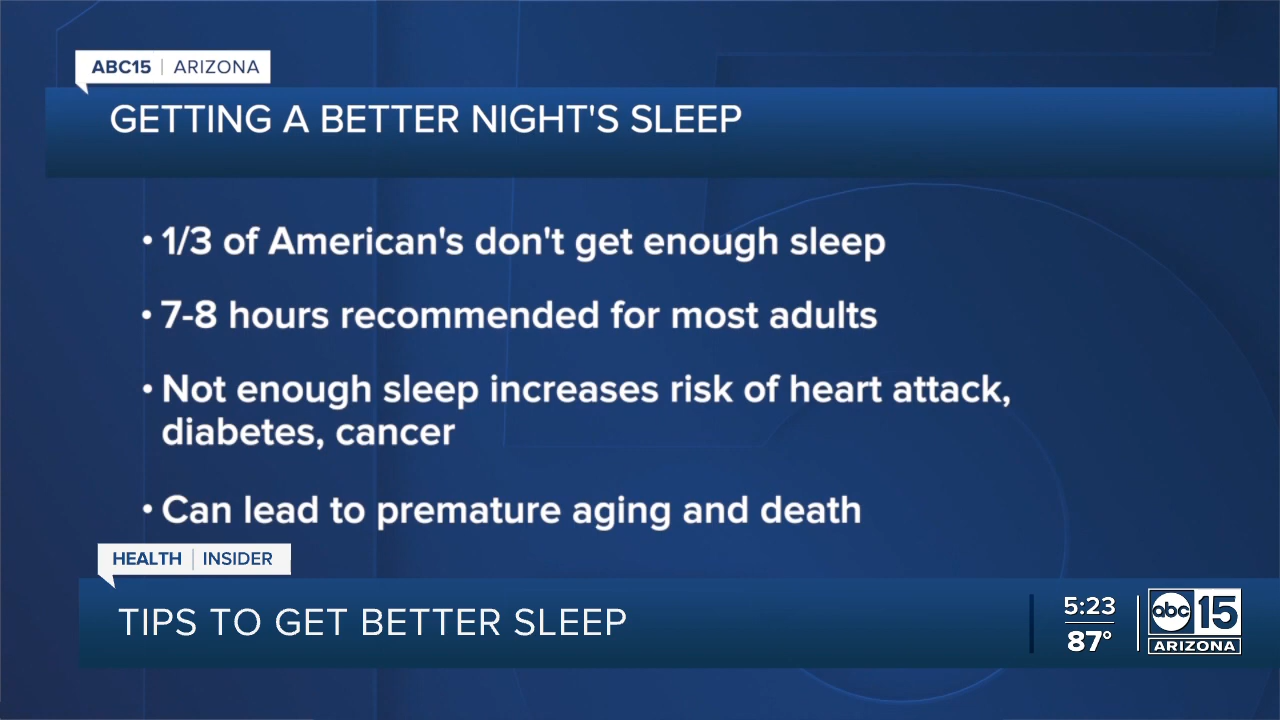 ABC15 | ARIZONA
GETTING A BETTER NIGHT'S SLEEP
• 1/3 of American's don't get enough sleep
• 7-8 hours recommended for most adults
• Not enough sleep increases risk of heart attack,
diabetes, cancer
• Can lead to premature aging and death
HEALTH | INSIDER
TIPS TO GET BETTER SLEEP
5:23
87°
abc 15
ARIZONA